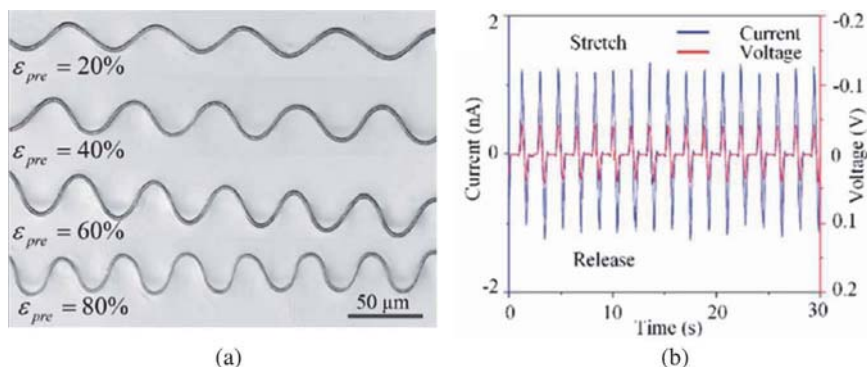 (a)
ε_pre = 20%
ε_pre = 40%
ε_pre = 60%
ε_pre = 80%
50 µm
(b)
2
0
-2
Current (nA)
Stretch
Current
Voltage
Release
0
10
20
30
Time (s)
-0.2
-0.1
0
0.1
0.2
Voltage (V)
(a)
(b)